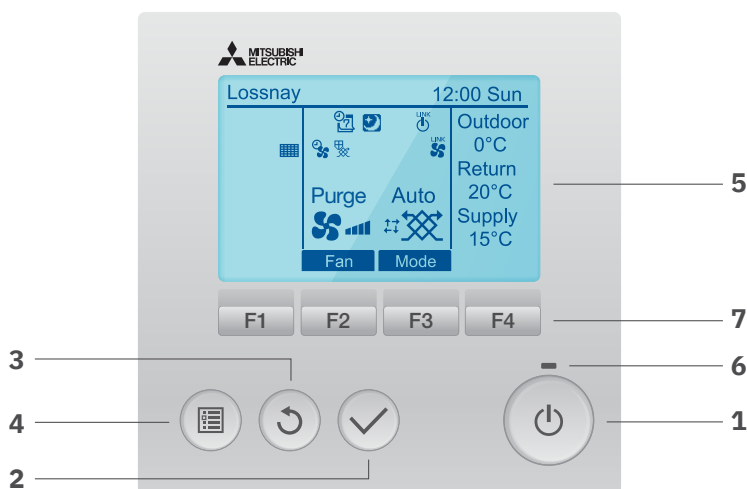 MITSUBISHI
ELECTRIC
Lossnay 12:00 Sun
LINK
Outdoor
0°C
LINK
Return
20°C
Purge Auto
Supply
15°C
Fan Mode
F1 F2 F3 F4
5
7
3
6
4
1
2